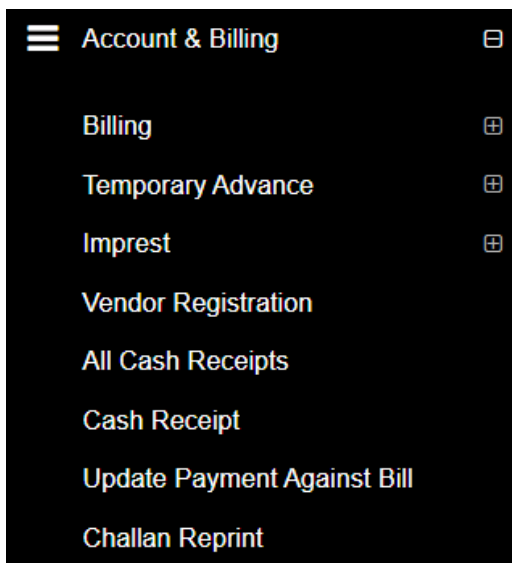 Account & Billing
Billing
Temporary Advance
Imprest
Vendor Registration
All Cash Receipts
Cash Receipt
Update Payment Against Bill
Challan Reprint